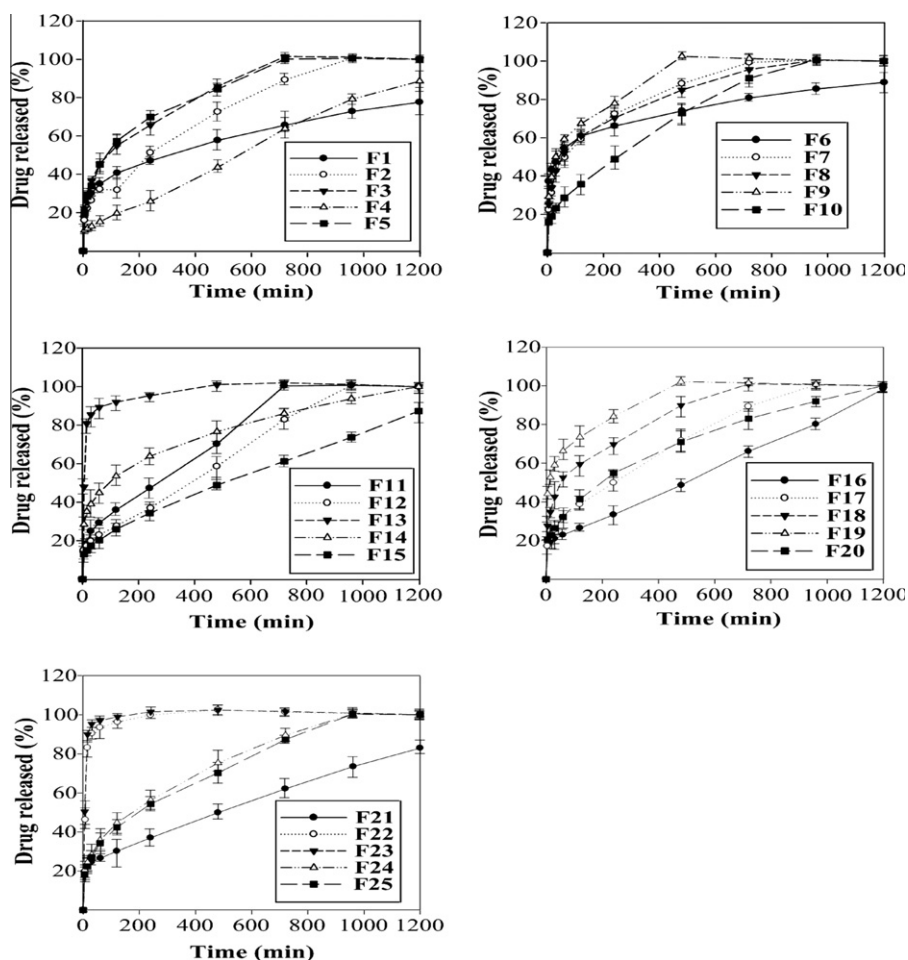 Drug released (%)
120
100
80
60
40
20
0 200 400 600 800 1000 1200
Time (min)
F1
F2
F3
F4
F5
Drug released (%)
120
100
80
60
40
20
0 200 400 600 800 1000 1200
Time (min)
F6
F7
F8
F9
F10
Drug released (%)
120
100
80
60
40
20
0 200 400 600 800 1000 1200
Time (min)
F11
F12
F13
F14
F15
Drug released (%)
120
100
80
60
40
20
0 200 400 600 800 1000 1200
Time (min)
F16
F17
F18
F19
F20
Drug released (%)
120
100
80
60
40
20
0 200 400 600 800 1000 1200
Time (min)
F21
F22
F23
F24
F25